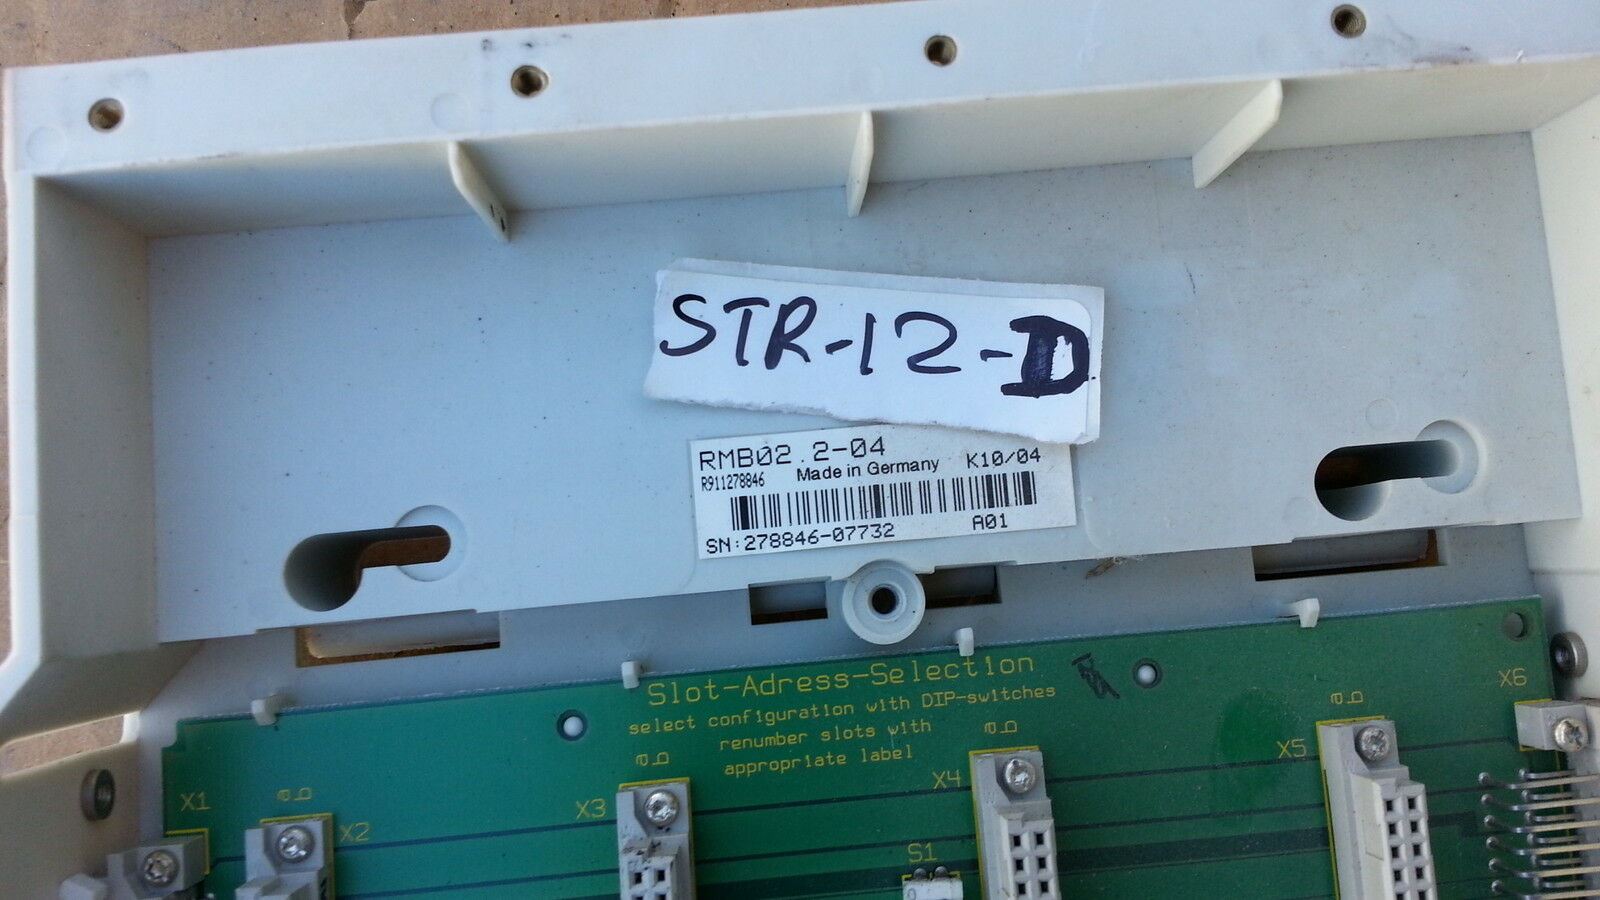 STR-12-D
RMB02.2-04
R911278846 Made in Germany K10/04
SN:278846-07732 A01
Slot-Adress-Selection
select configuration with DIP-switches
renumber slots with
appropriate label
X1
a b
X2
X3
a b
X4
a b
X5
a b
X6
S1